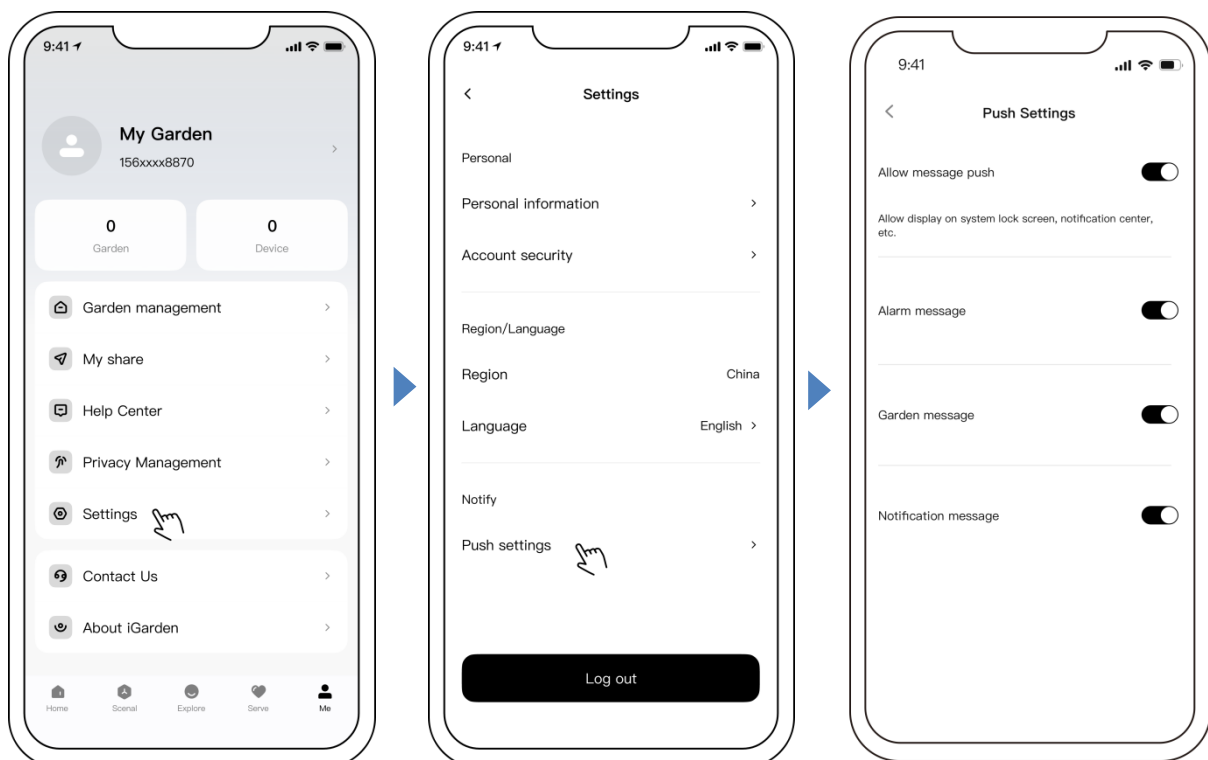 9:41
My Garden
156xxxx8870
0
Garden
0
Device
Garden management
My share
Help Center
Privacy Management
Settings
Contact Us
About iGarden
Home
Scenal
Explore
Serve
Me
9:41
Settings
Personal
Personal information
Account security
Region/Language
Region
China
Language
English
Notify
Push settings
Log out
9:41
Push Settings
Allow message push
Allow display on system lock screen, notification center,
etc.
Alarm message
Garden message
Notification message